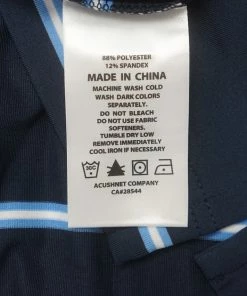 88% POLYESTER
12% SPANDEX
MADE IN CHINA
MACHINE WASH COLD
WASH DARK COLORS
SEPARATELY.
DO NOT BLEACH
DO NOT USE FABRIC
SOFTENERS.
TUMBLE DRY LOW
REMOVE IMMEDIATELY
COOL IRON IF NECESSARY
30C
ACUSHNET COMPANY
CA#28544